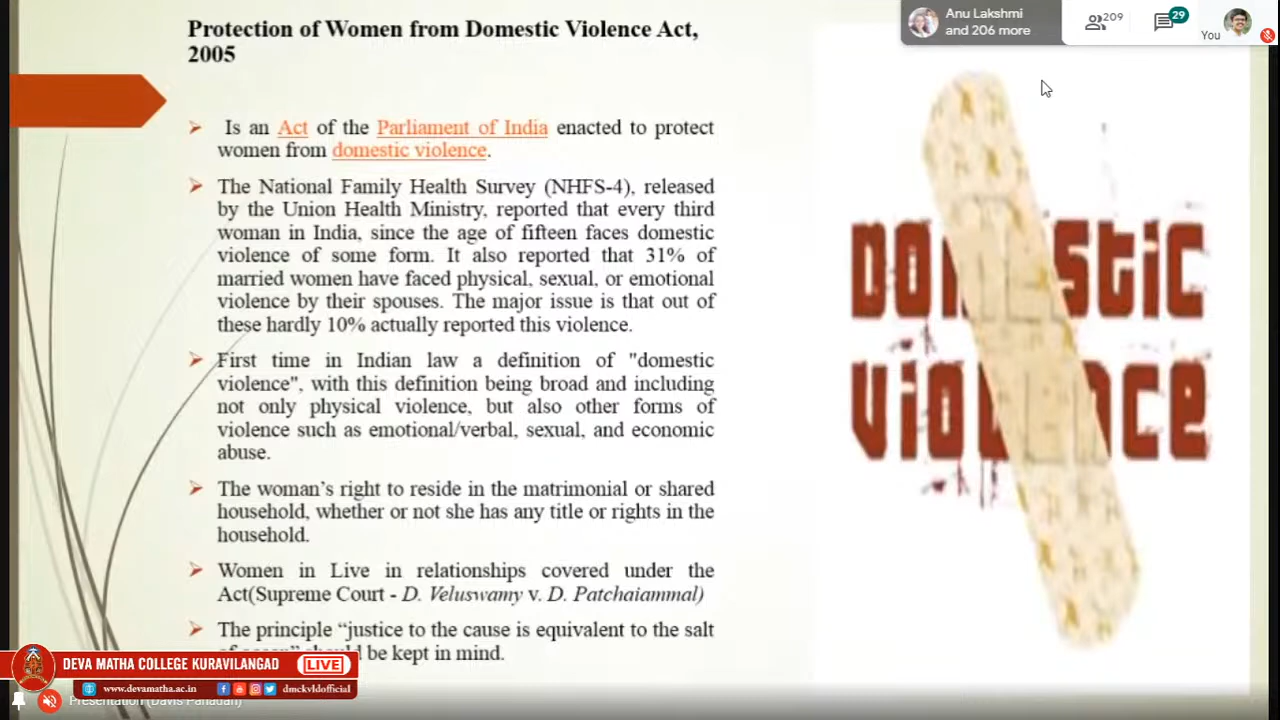 Protection of Women from Domestic Violence Act,
2005
Anu Lakshmi
and 206 more
209
29
You
Is an Act of the Parliament of India enacted to protect
women from domestic violence.
The National Family Health Survey (NHFS-4), released
by the Union Health Ministry, reported that every third
woman in India, since the age of fifteen faces domestic
violence of some form. It also reported that 31% of
married women have faced physical, sexual, or emotional
violence by their spouses. The major issue is that out of
these hardly 10% actually reported this violence.
First time in Indian law a definition of "domestic
violence", with this definition being broad and including
not only physical violence, but also other forms of
violence such as emotional/verbal, sexual, and economic
abuse.
The woman's right to reside in the matrimonial or shared
household, whether or not she has any title or rights in the
household.
Women in Live in relationships covered under the
Act(Supreme Court - D. Veluswamy v. D. Patchaiammal)
The principle “justice to the cause is equivalent to the salt
be kept in mind.
DEVA MATHA COLLEGE KURAVILANGAD
LIVE
www.devamatha.ac.in
dmckvldofficial
Presentation